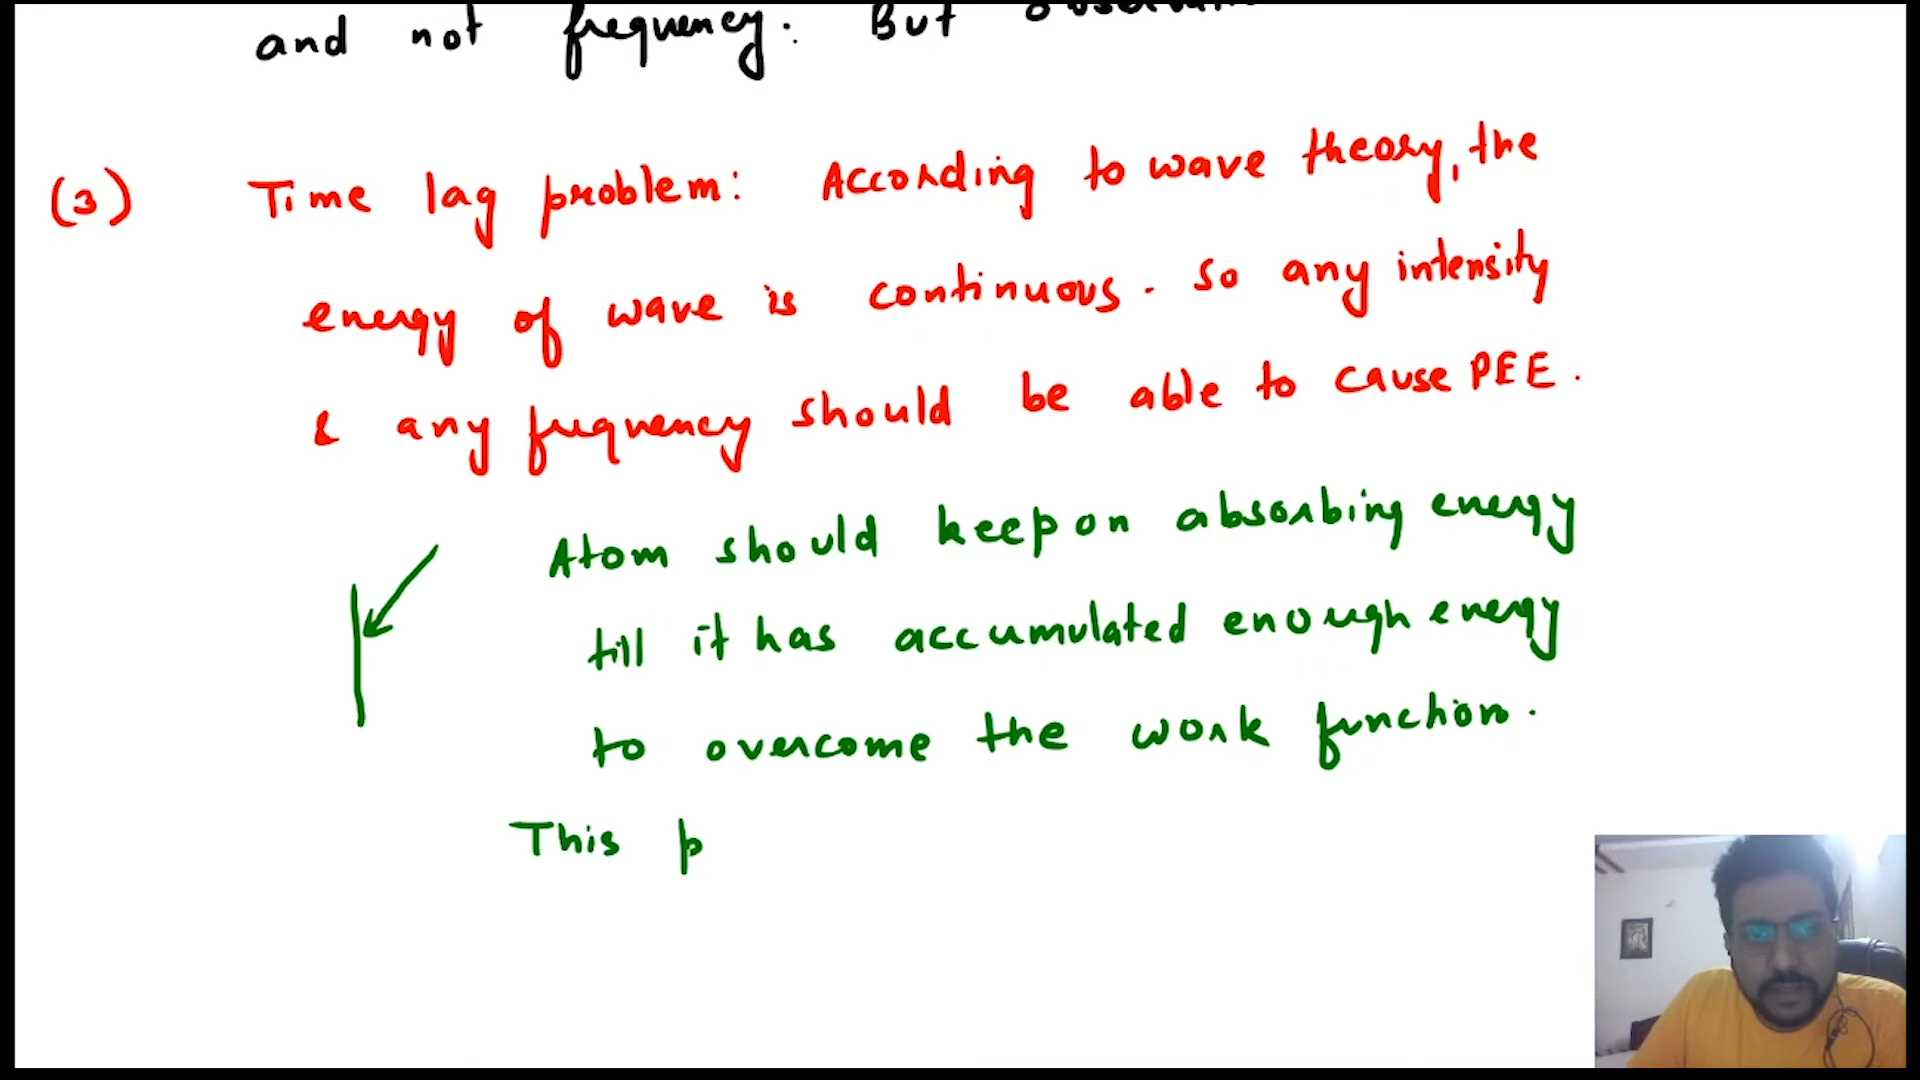 and not frequency. But
(3) Time lag problem: According to wave theory, the
energy of wave is continuous. So any intensity
& any frequency should be able to cause PEE.
Atom should keep on absorbing energy
till it has accumulated enough energy
to overcome the work function.
This p